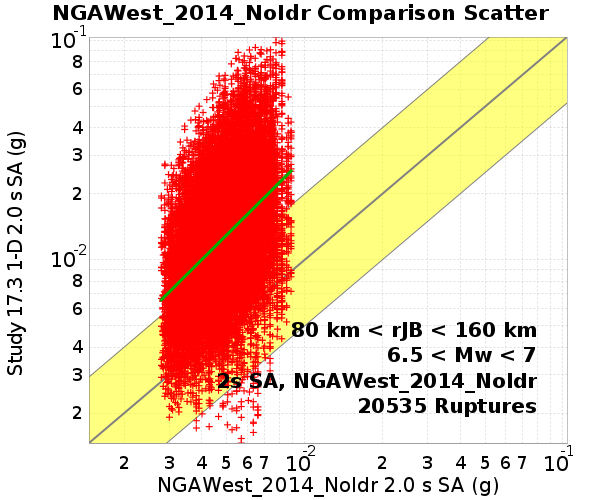 NGAWest_2014_NoIdr Comparison Scatter
10-1
8
6
4
3
2
10-2
8
6
4
3
2
Study 17.3 1-D 2.0 s SA (g)
80 km < rJB < 160 km
6.5 < Mw < 7
2s SA, NGAWest_2014_NoIdr
20535 Ruptures
2 3 4 5 6 7 10-2 2 3 4 5 6 7 10-1
NGAWest_2014_NoIdr 2.0 s SA (g)